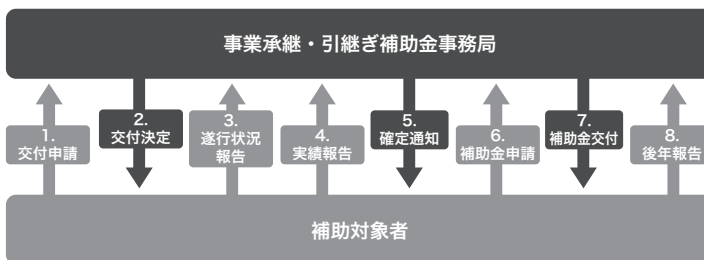 事業承継・引継ぎ補助金事務局
1.
交付申請
2.
交付決定
3.
遂行状況
報告
4.
実績報告
5.
確定通知
6.
補助金申請
7.
補助金交付
8.
後年報告
補助対象者